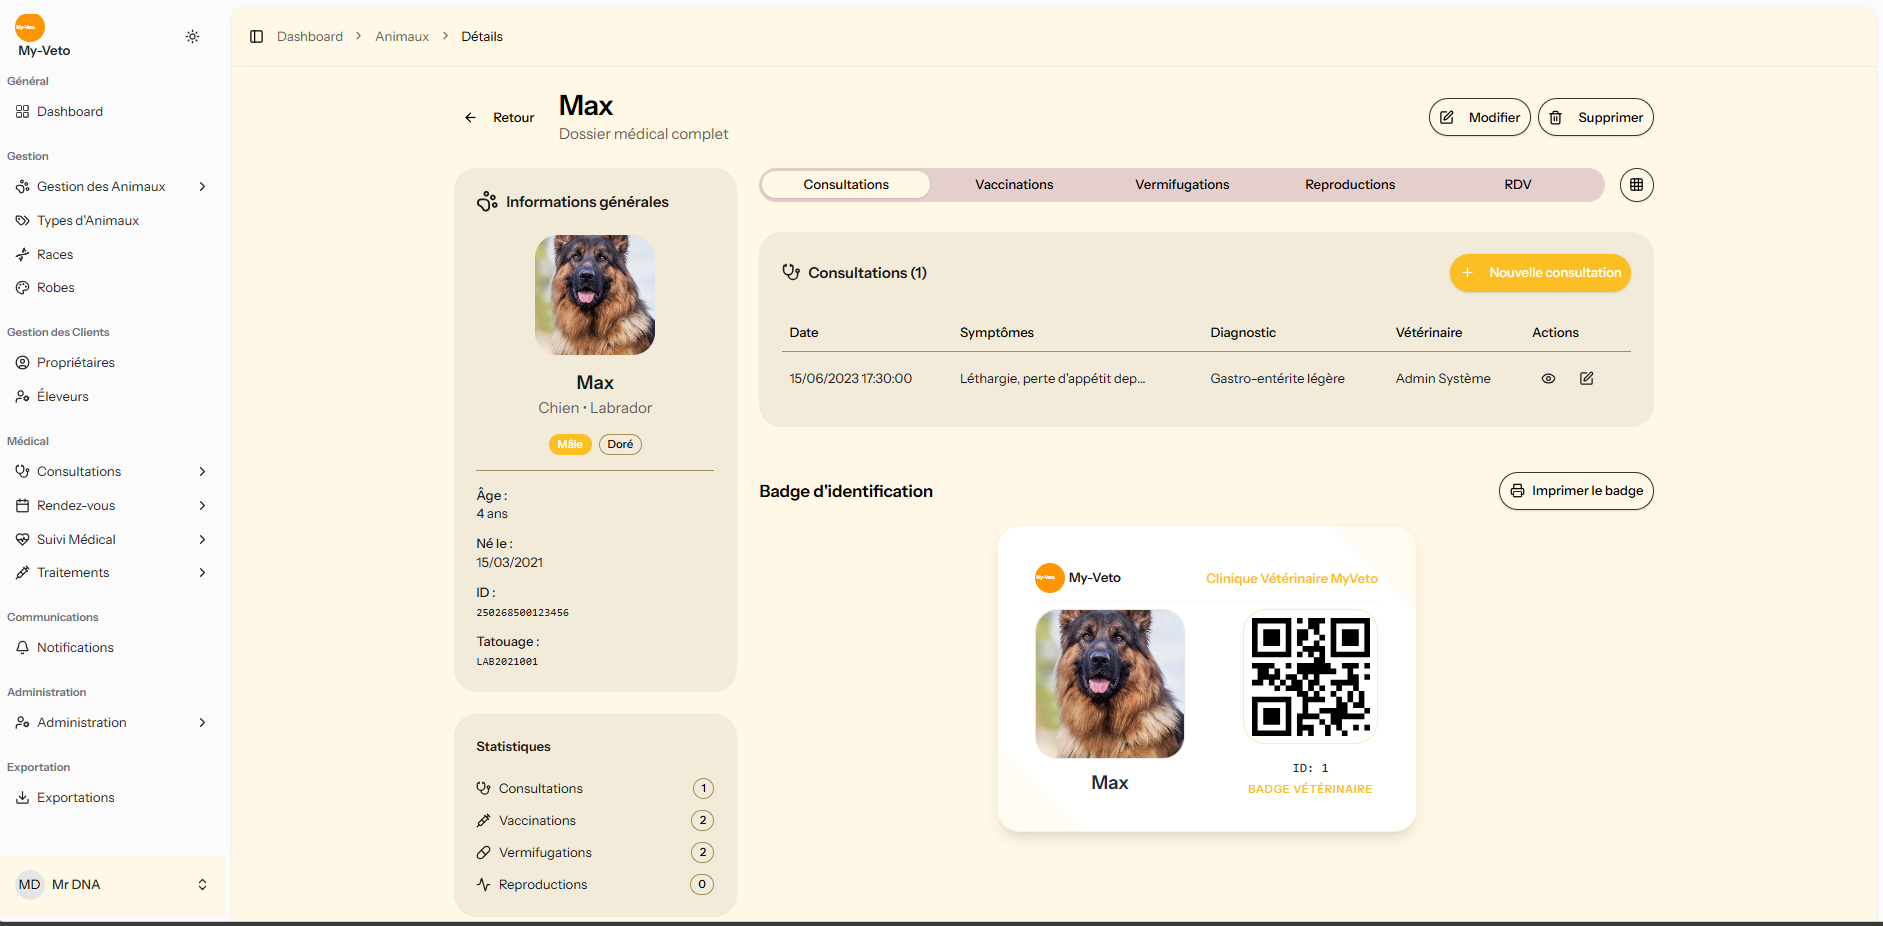 My-Veto
My-Veto
Général
Dashboard
Gestion
Gestion des Animaux
Types d'Animaux
Races
Robes
Gestion des Clients
Propriétaires
Éleveurs
Médical
Consultations
Rendez-vous
Suivi Médical
Traitements
Communications
Notifications
Administration
Administration
Exportation
Exportations
MD Mr DNA
Dashboard > Animaux > Détails
Retour
Max
Dossier médical complet
Modifier
Supprimer
Informations générales
Max
Chien • Labrador
Mâle Doré
Âge :
4 ans
Né le :
15/03/2021
ID :
250268500123456
Tatouage :
LAB2021001
Statistiques
Consultations 1
Vaccinations 2
Vermifugations 2
Reproductions 0
Consultations Vaccinations Vermifugations Reproductions RDV
Consultations (1)
+ Nouvelle consultation
Date Symptômes Diagnostic Vétérinaire Actions
15/06/2023 17:30:00 Léthargie, perte d'appétit dep... Gastro-entérite légère Admin Système
Badge d'identification
Imprimer le badge
My-Veto
My-Veto
Clinique Vétérinaire MyVeto
Max
ID: 1
BADGE VÉTÉRINAIRE